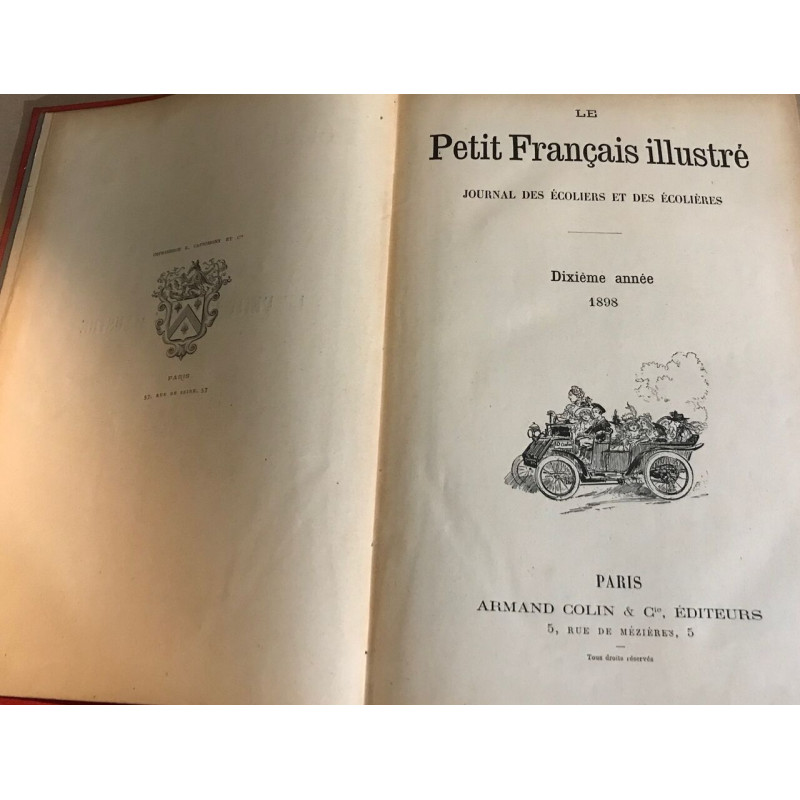 PARIS
LE
Petit Français illustré
JOURNAL DES ÉCOLIERS ET DES ÉCOLIÈRES
Dixième année
1898
PARIS
ARMAND COLIN & Cie, ÉDITEURS
5, RUE DE MÉZIÈRES, 5
Tous droits réservés